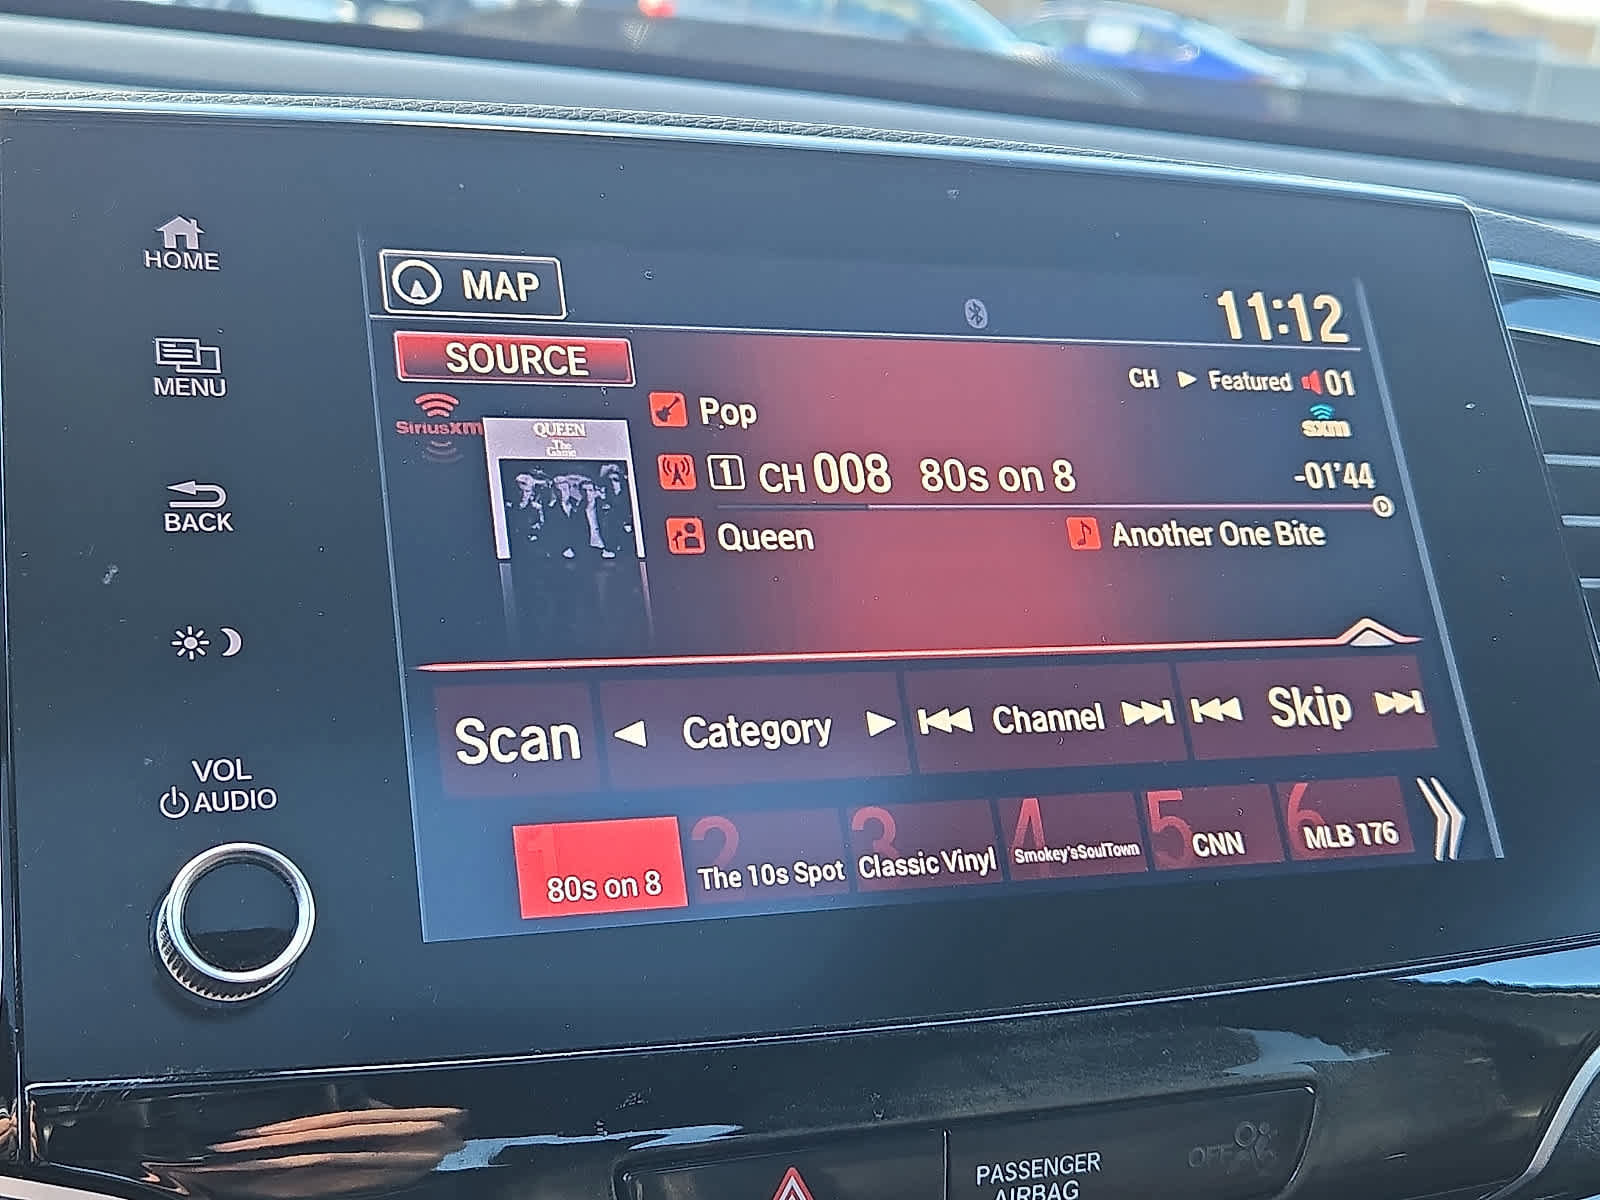 HOME
MENU
BACK
VOL
AUDIO
MAP
11:12
SOURCE
CH ▶ Featured 01
SiriusXM
sxm
QUEEN
The
Game
Pop
1 CH 008 80s on 8
-01'44
Queen
Another One Bite
Scan
◀ Category ▶
⏮ Channel ⏭
⏮ Skip ⏭
1 80s on 8
2 The 10s Spot
3 Classic Vinyl
4 Smokey'sSoulTown
5 CNN
6 MLB 176
PASSENGER
AIRBAG
OFF